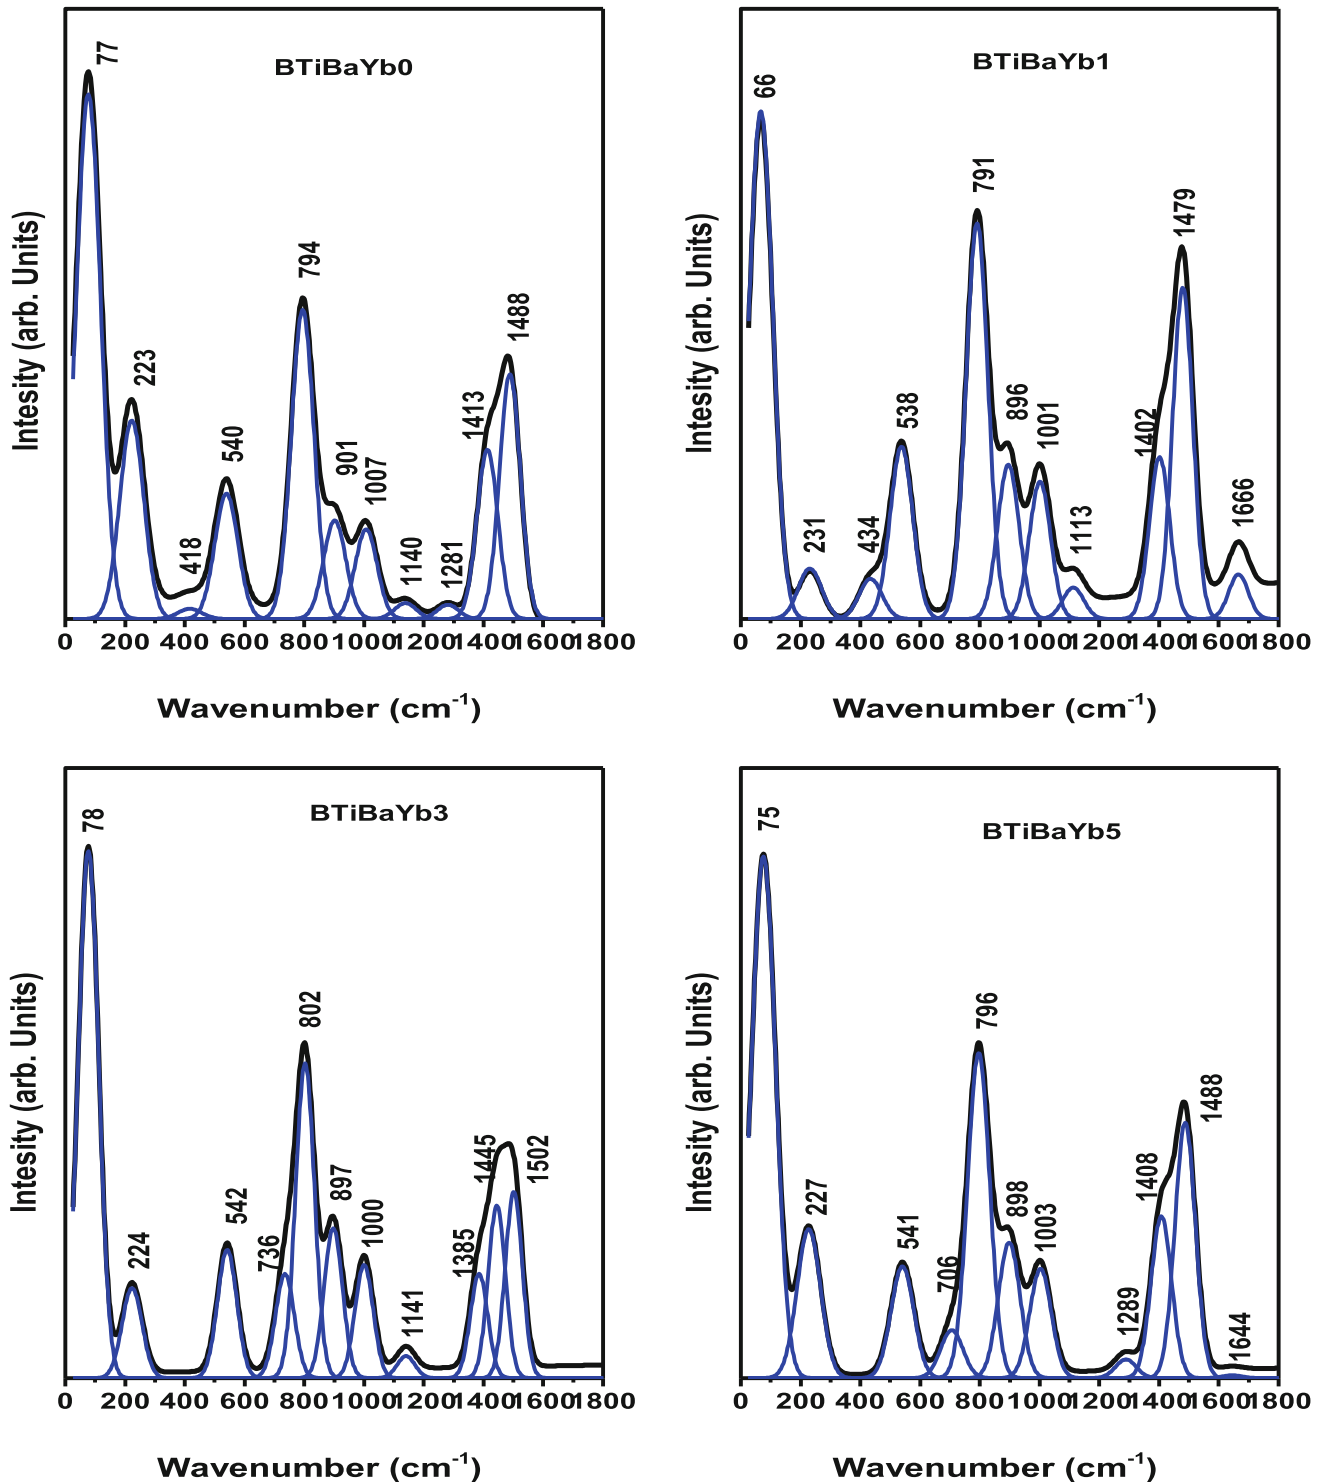 BTiBaYb0
77
223
418
540
794
901
1007
1140
1281
1413
1488
Intesity (arb. Units)
0 200 400 600 800 1000 1200 1400 1600 1800
Wavenumber (cm⁻¹)
BTiBaYb1
66
231
434
538
791
896
1001
1113
1402
1479
1666
Intesity (arb. Units)
0 200 400 600 800 1000 1200 1400 1600 1800
Wavenumber (cm⁻¹)
BTiBaYb3
78
224
542
736
802
897
1000
1141
1385
1445
1502
Intesity (arb. Units)
0 200 400 600 800 1000 1200 1400 1600 1800
Wavenumber (cm⁻¹)
BTiBaYb5
75
227
541
706
796
898
1003
1289
1408
1488
1644
Intesity (arb. Units)
0 200 400 600 800 1000 1200 1400 1600 1800
Wavenumber (cm⁻¹)